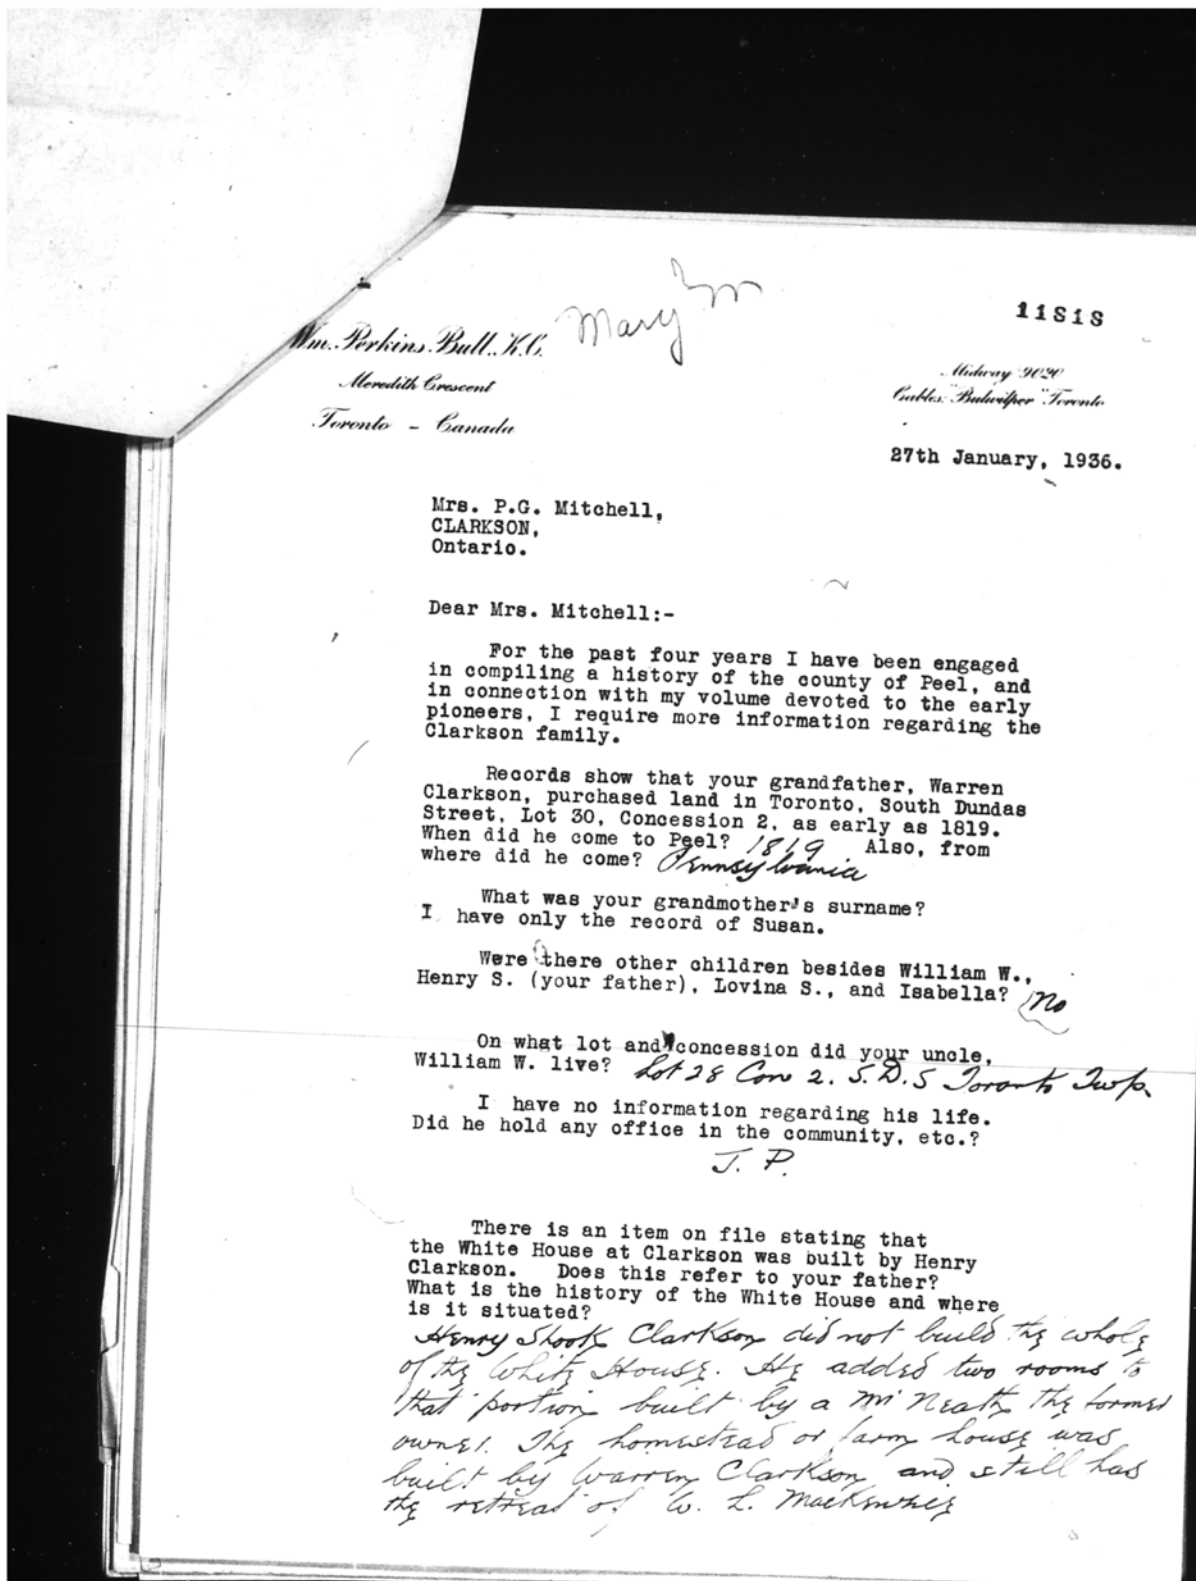 Mary M
11S1S
Wm. Perkins Bull. K.C.
Meredith Crescent
Toronto - Canada
Midway 9020
Cables: "Bulwilper" Toronto
27th January, 1936.
Mrs. P.G. Mitchell,
CLARKSON,
Ontario.
Dear Mrs. Mitchell:-
For the past four years I have been engaged
in compiling a history of the county of Peel, and
in connection with my volume devoted to the early
pioneers, I require more information regarding the
Clarkson family.
Records show that your grandfather, Warren
Clarkson, purchased land in Toronto, South Dundas
Street, Lot 30, Concession 2, as early as 1819.
When did he come to Peel? 1819 Also, from
where did he come? Pennsylvania
What was your grandmother's surname?
I have only the record of Susan.
Were there other children besides William W.,
Henry S. (your father), Lovina S., and Isabella? No
On what lot and concession did your uncle,
William W. live? Lot 28 Con 2. S.D.S Toronto Twp.
I have no information regarding his life.
Did he hold any office in the community, etc.?
J. P.
There is an item on file stating that
the White House at Clarkson was built by Henry
Clarkson. Does this refer to your father?
What is the history of the White House and where
is it situated?
Henry Shook Clarkson did not build the whole
of the White House. He added two rooms to
that portion built by a Mr Neath the former
owner. The homestead or farm house was
built by Warren Clarkson and still has
the retreat of W. L. MacKenzie